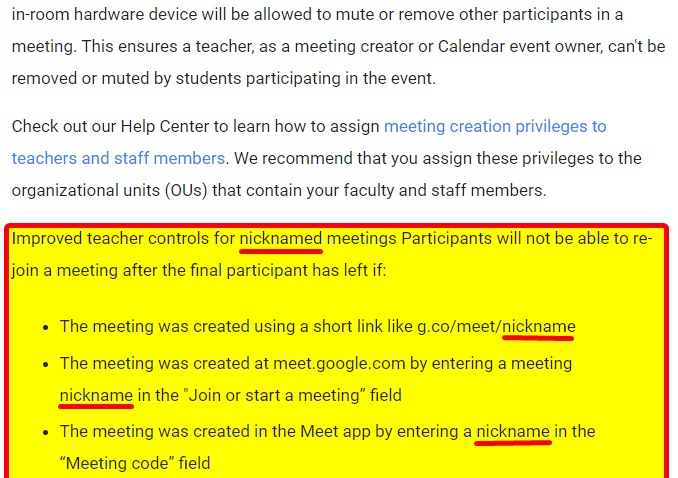 in-room hardware device will be allowed to mute or remove other participants in a
meeting. This ensures a teacher, as a meeting creator or Calendar event owner, can't be
removed or muted by students participating in the event.
Check out our Help Center to learn how to assign meeting creation privileges to
teachers and staff members. We recommend that you assign these privileges to the
organizational units (OUs) that contain your faculty and staff members.
Improved teacher controls for nicknamed meetings Participants will not be able to re-
join a meeting after the final participant has left if:
• The meeting was created using a short link like g.co/meet/nickname
• The meeting was created at meet.google.com by entering a meeting
nickname in the "Join or start a meeting” field
• The meeting was created in the Meet app by entering a nickname in the
“Meeting code” field